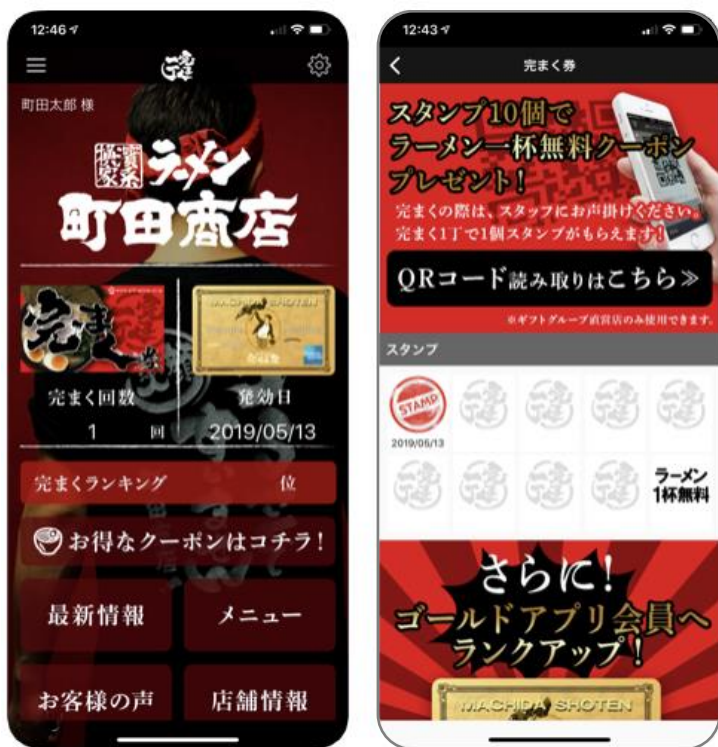 12:46
町田太郎 様
横浜家系
ラーメン
町田商店
完まく
MACHIDA SHOTEN
完まく回数
1 回
発効日
2019/05/13
完まくランキング 位
お得なクーポンはコチラ!
最新情報
メニュー
お客様の声
店舗情報
12:43
完まく券
スタンプ10個で
ラーメン一杯無料クーポン
プレゼント!
完まくの際は、スタッフにお声掛けください。
完まく1丁で1個スタンプがもらえます!
QRコード読み取りはこちら≫
※ギフトグループ直営店のみ使用できます。
スタンプ
STAMP
2019/05/13
ラーメン
1杯無料
さらに!
ゴールドアプリ会員へ
ランクアップ!
MACHIDA SHOTEN